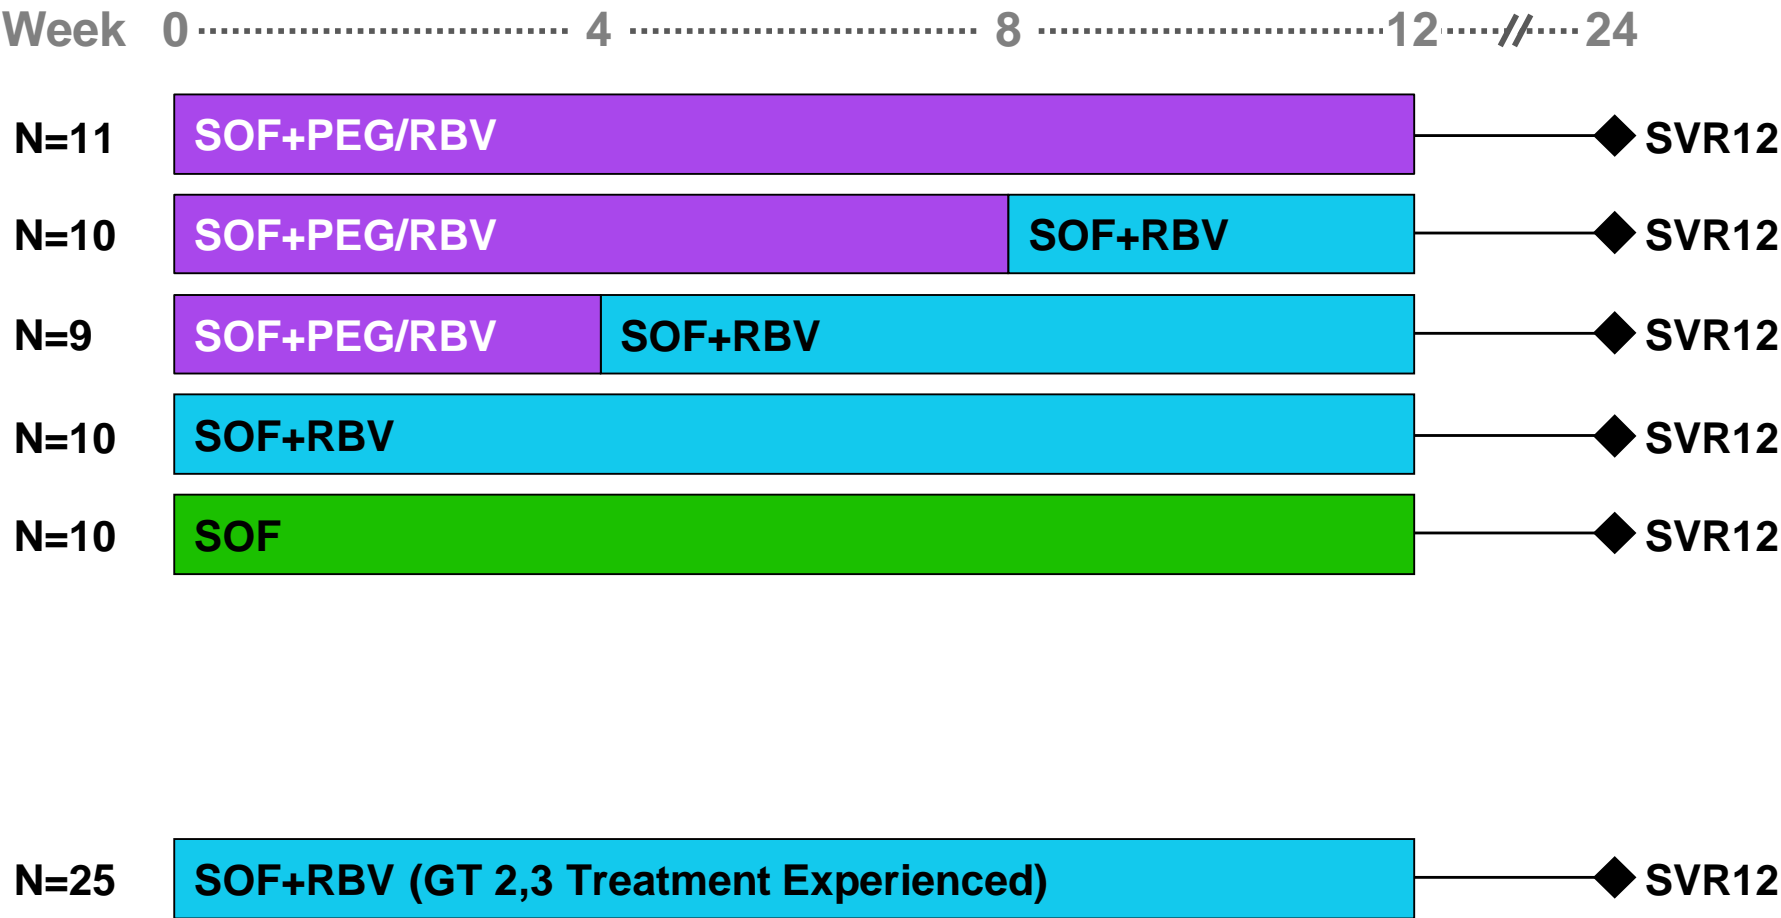 Week 0 4 8 12 // 24
N=11 SOF+PEG/RBV SVR12
N=10 SOF+PEG/RBV SOF+RBV SVR12
N=9 SOF+PEG/RBV SOF+RBV SVR12
N=10 SOF+RBV SVR12
N=10 SOF SVR12
N=25 SOF+RBV (GT 2,3 Treatment Experienced) SVR12